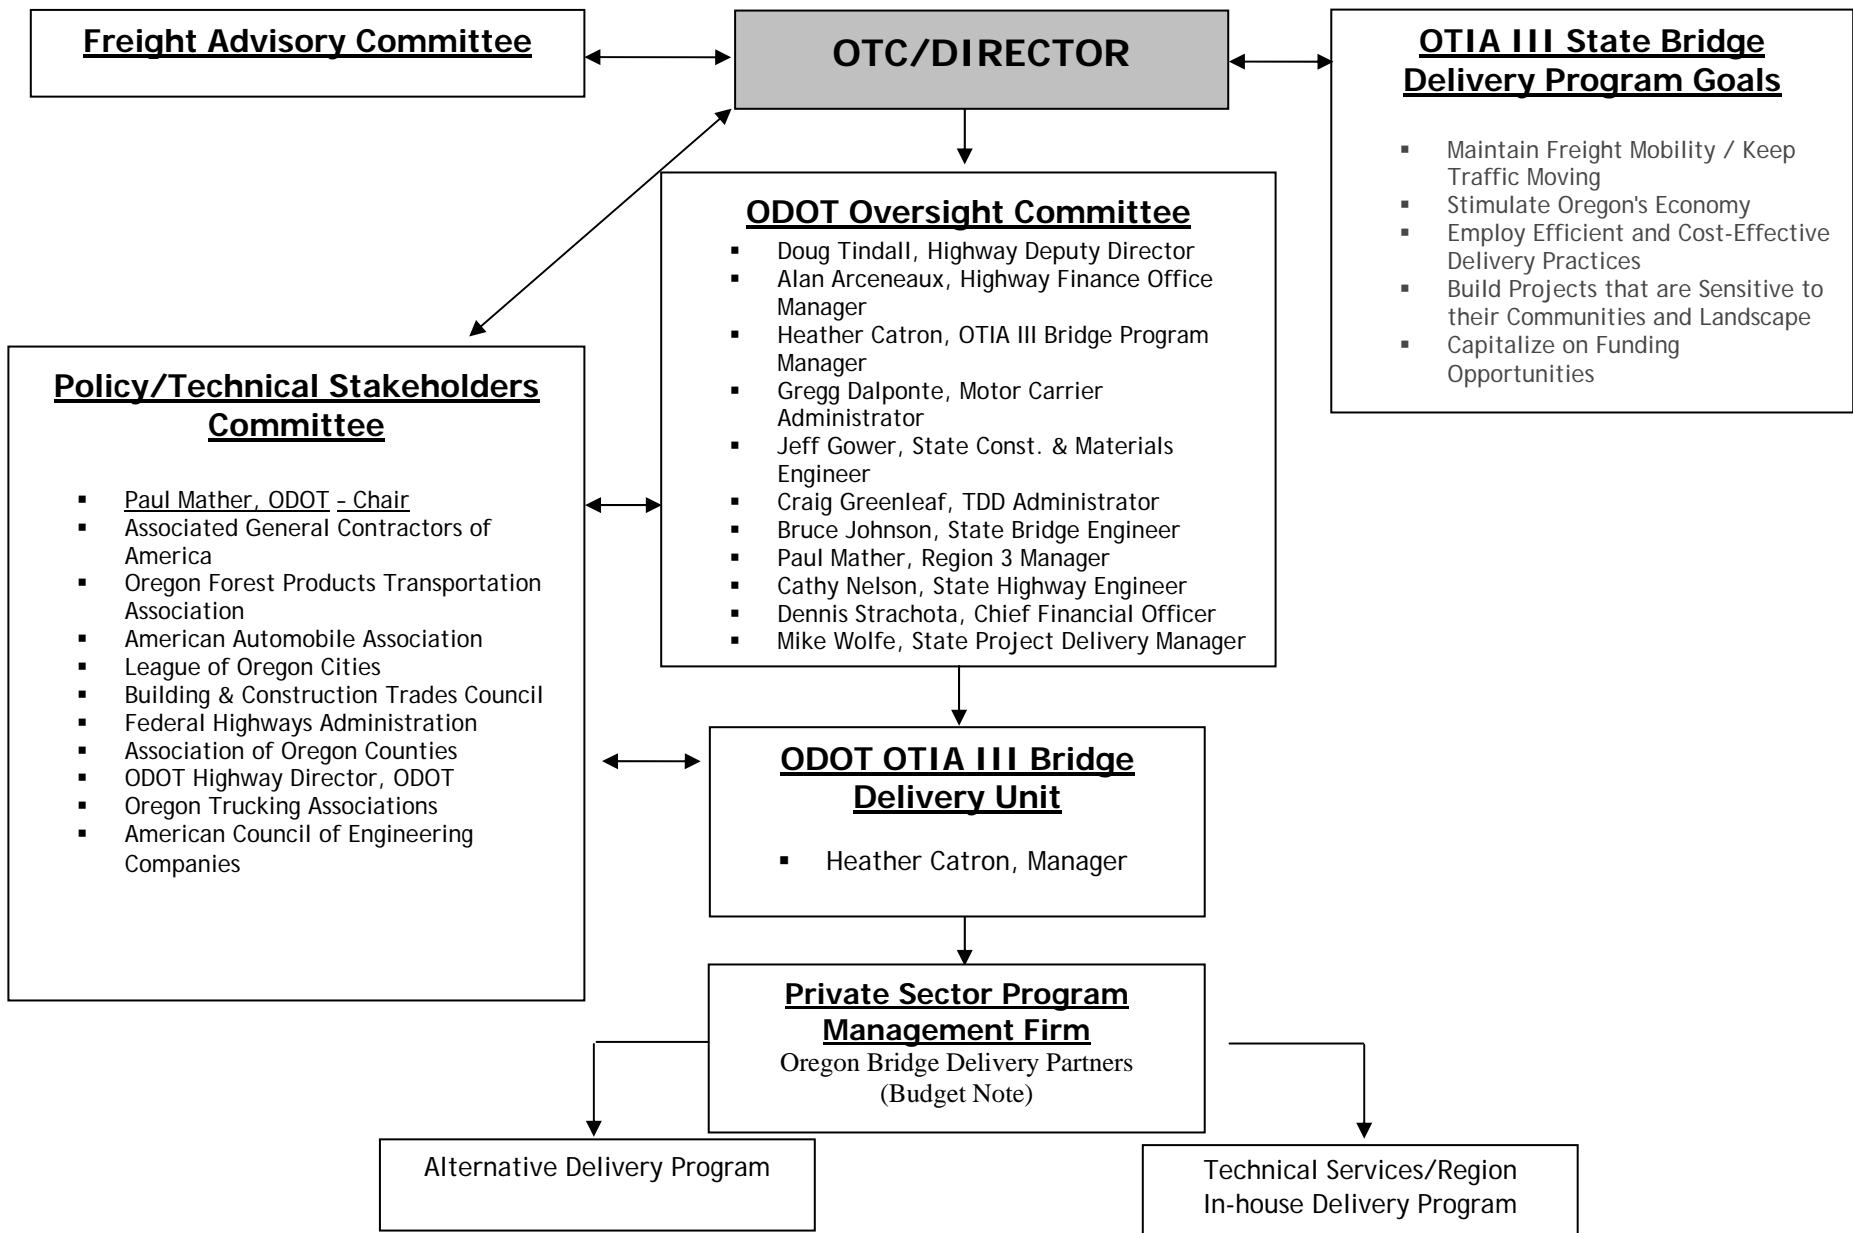 Freight Advisory Committee
OTC/DIRECTOR
OTIA III State Bridge
Delivery Program Goals
▪ Maintain Freight Mobility / Keep
Traffic Moving
▪ Stimulate Oregon's Economy
▪ Employ Efficient and Cost-Effective
Delivery Practices
▪ Build Projects that are Sensitive to
their Communities and Landscape
▪ Capitalize on Funding
Opportunities
ODOT Oversight Committee
▪ Doug Tindall, Highway Deputy Director
▪ Alan Arceneaux, Highway Finance Office
Manager
▪ Heather Catron, OTIA III Bridge Program
Manager
▪ Gregg Dalponte, Motor Carrier
Administrator
▪ Jeff Gower, State Const. & Materials
Engineer
▪ Craig Greenleaf, TDD Administrator
▪ Bruce Johnson, State Bridge Engineer
▪ Paul Mather, Region 3 Manager
▪ Cathy Nelson, State Highway Engineer
▪ Dennis Strachota, Chief Financial Officer
▪ Mike Wolfe, State Project Delivery Manager
Policy/Technical Stakeholders
Committee
▪ Paul Mather, ODOT – Chair
▪ Associated General Contractors of
America
▪ Oregon Forest Products Transportation
Association
▪ American Automobile Association
▪ League of Oregon Cities
▪ Building & Construction Trades Council
▪ Federal Highways Administration
▪ Association of Oregon Counties
▪ ODOT Highway Director, ODOT
▪ Oregon Trucking Associations
▪ American Council of Engineering
Companies
ODOT OTIA III Bridge
Delivery Unit
▪ Heather Catron, Manager
Private Sector Program
Management Firm
Oregon Bridge Delivery Partners
(Budget Note)
Alternative Delivery Program
Technical Services/Region
In-house Delivery Program